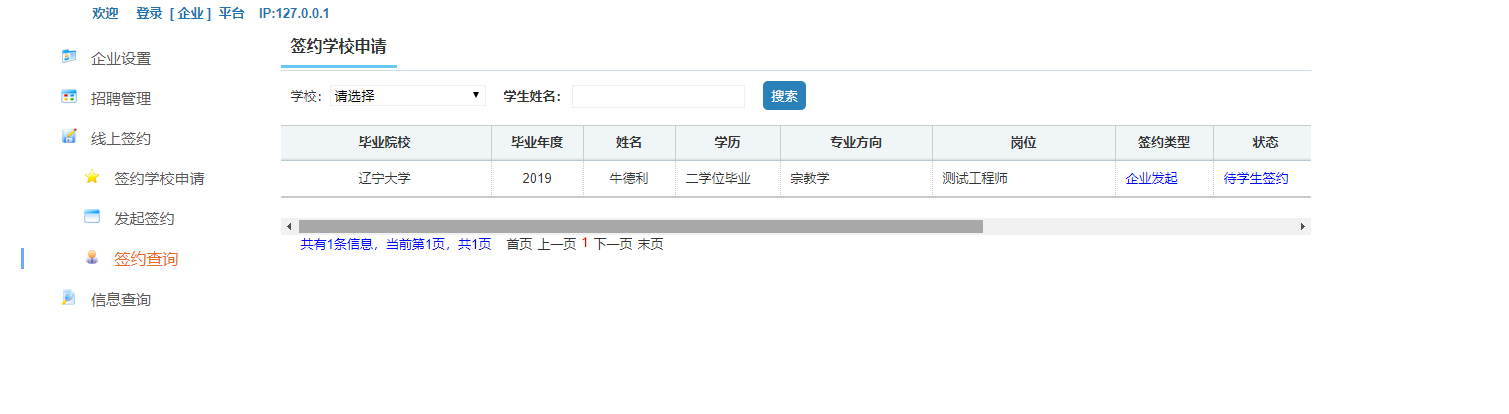 欢迎 登录 [ 企业 ] 平台 IP:127.0.0.1
企业设置
招聘管理
线上签约
签约学校申请
发起签约
签约查询
信息查询
签约学校申请
学校: 请选择 学生姓名: 搜索
毕业院校 毕业年度 姓名 学历 专业方向 岗位 签约类型 状态
辽宁大学 2019 牛德利 二学位毕业 宗教学 测试工程师 企业发起 待学生签约
共有1条信息，当前第1页，共1页 首页 上一页 1 下一页 末页